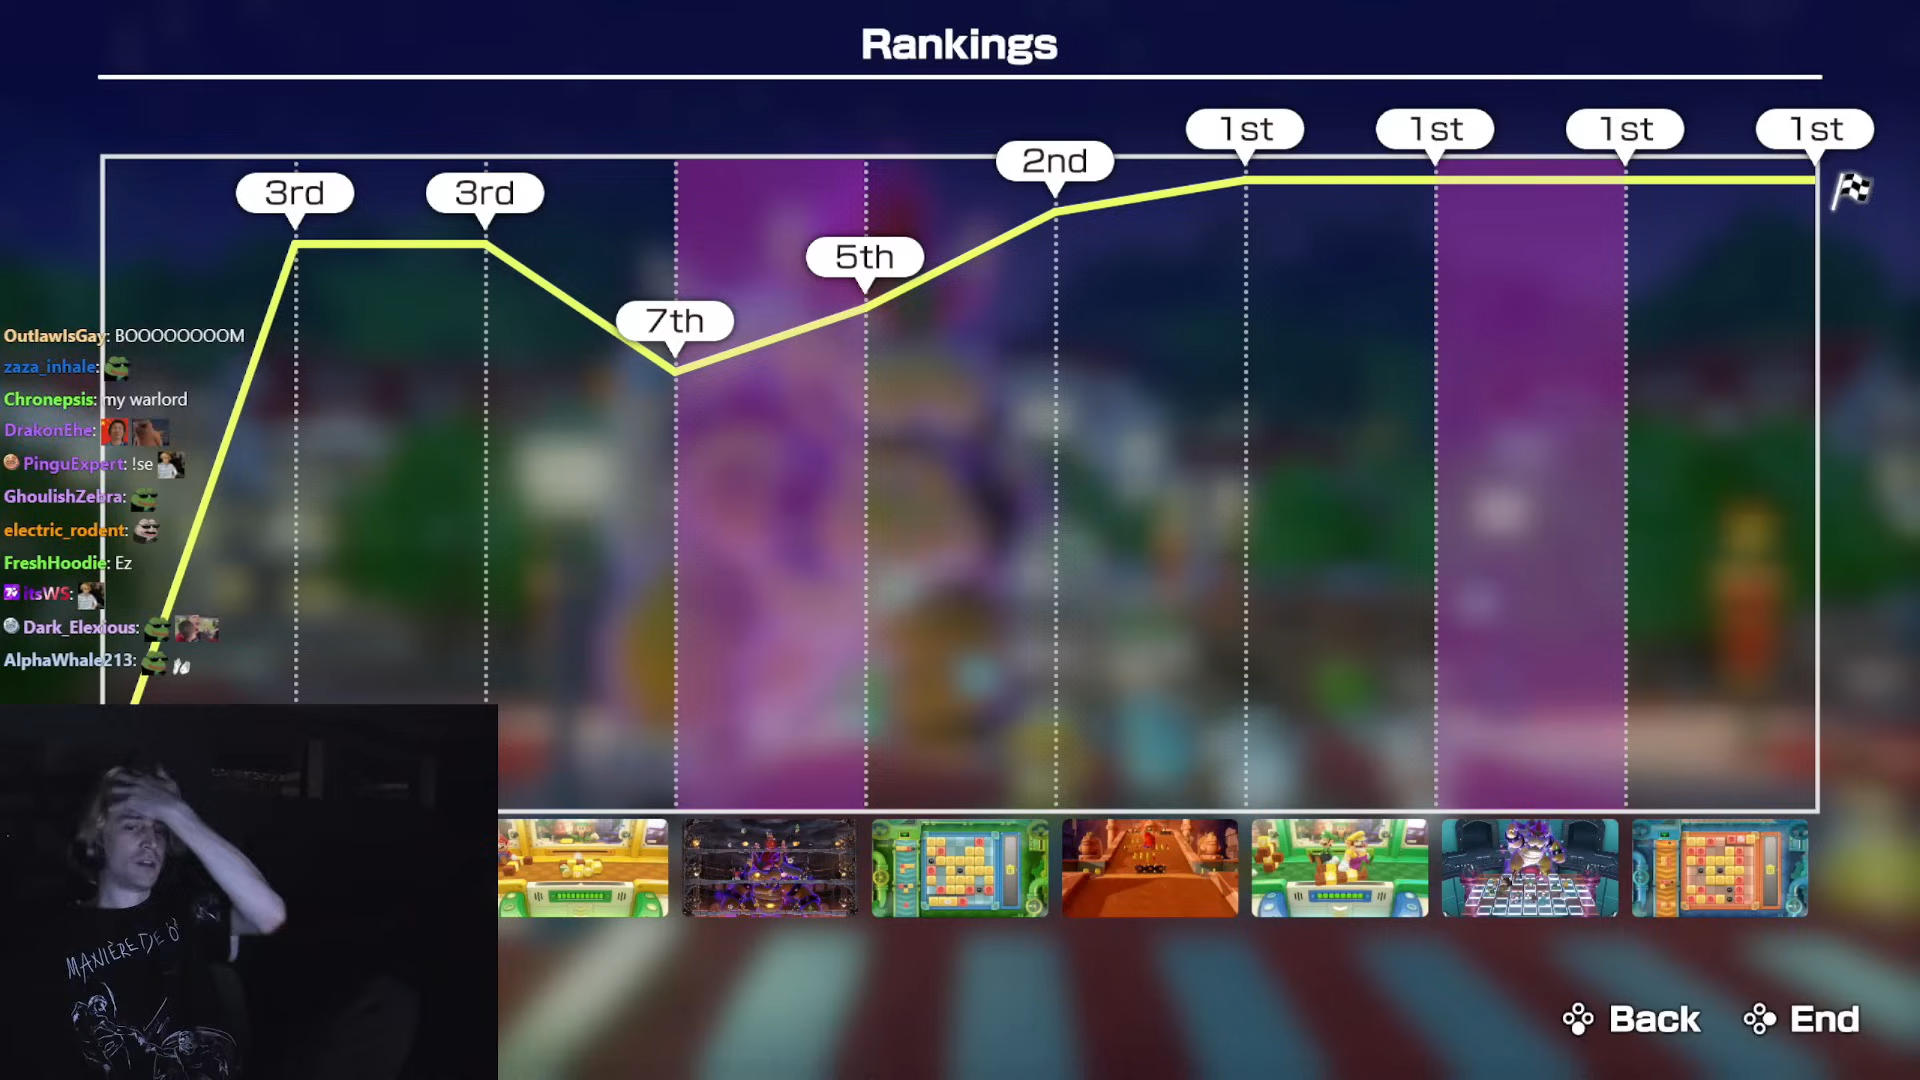 Rankings
3rd
3rd
7th
5th
2nd
1st
1st
1st
1st
OutlawIsGay: BOOOOOOOOM
zaza_inhale:
Chronepsis: my warlord
DrakonEhe:
PinguExpert: !se
GhoulishZebra:
electric_rodent:
FreshHoodie: Ez
itsWS:
Dark_Elexious:
AlphaWhale213:
MANIÈRE DE
Back
End